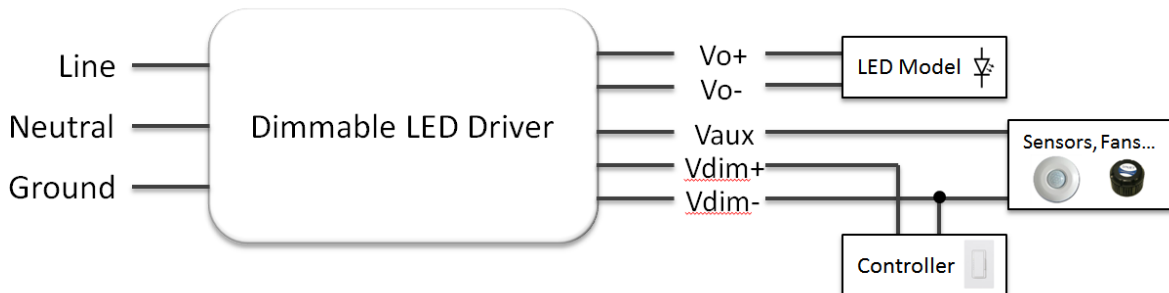 Line
Neutral
Ground
Dimmable LED Driver
Vo+
Vo-
Vaux
Vdim+
Vdim-
LED Model
Sensors, Fans...
Controller